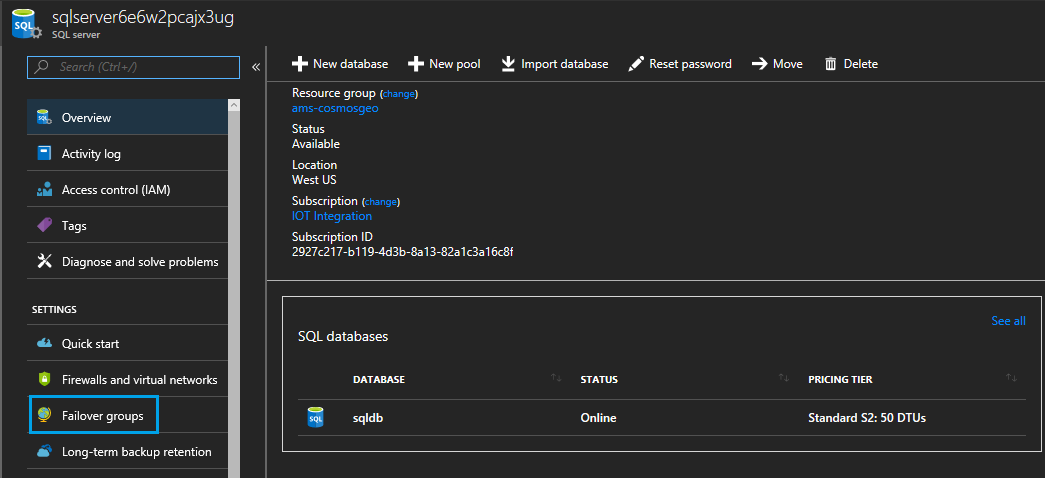 sqlserver6e6w2pcajx3ug
SQL server
Search (Ctrl+/)
«
Overview
Activity log
Access control (IAM)
Tags
Diagnose and solve problems
SETTINGS
Quick start
Firewalls and virtual networks
Failover groups
Long-term backup retention
New database New pool Import database Reset password Move Delete
Resource group (change)
ams-cosmosgeo
Status
Available
Location
West US
Subscription (change)
IOT Integration
Subscription ID
2927c217-b119-4d3b-8a13-82a1c3a16c8f
See all
SQL databases
DATABASE STATUS PRICING TIER
sqldb Online Standard S2: 50 DTUs